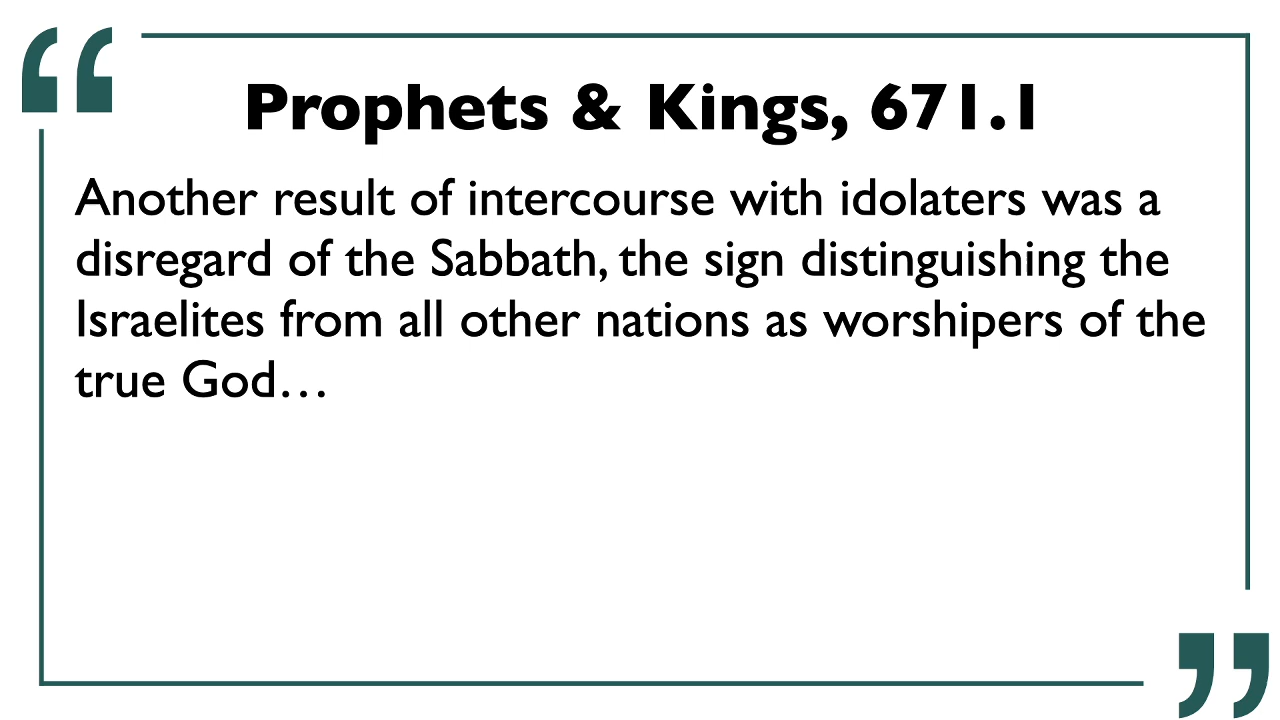 Prophets & Kings, 671.1
Another result of intercourse with idolaters was a
disregard of the Sabbath, the sign distinguishing the
Israelites from all other nations as worshipers of the
true God…